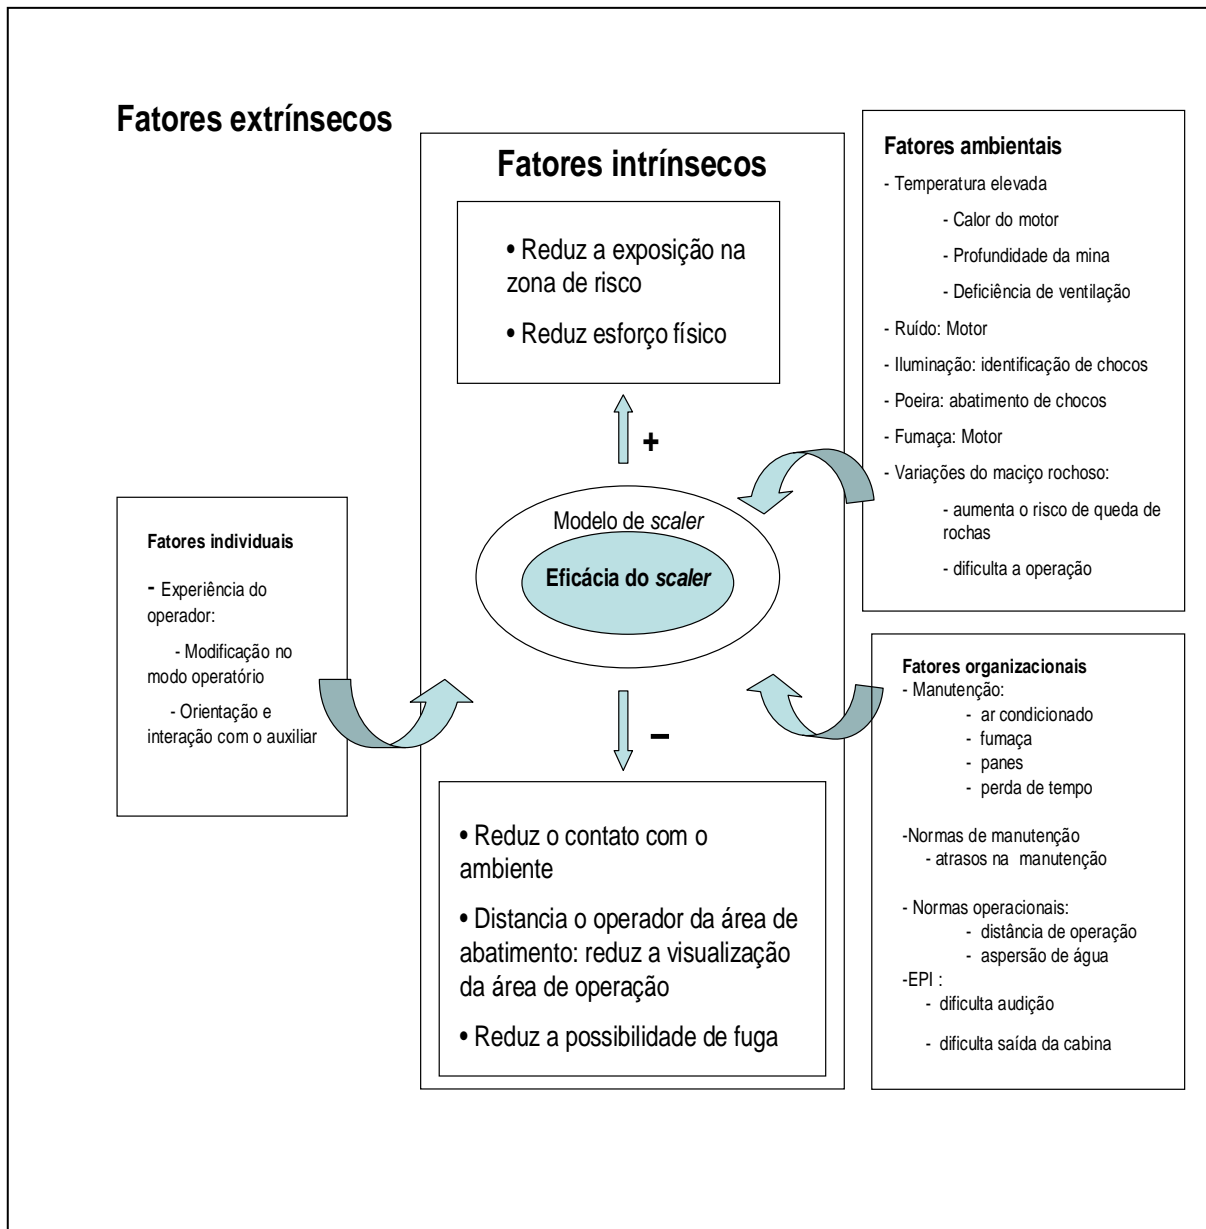 Fatores extrínsecos
Fatores intrínsecos
• Reduz a exposição na
zona de risco
• Reduz esforço físico
+
Modelo de scaler
Eficácia do scaler
–
• Reduz o contato com o
ambiente
• Distancia o operador da área de
abatimento: reduz a visualização
da área de operação
• Reduz a possibilidade de fuga
Fatores individuais
- Experiência do
operador:
- Modificação no
modo operatório
- Orientação e
interação com o auxiliar
Fatores ambientais
- Temperatura elevada
- Calor do motor
- Profundidade da mina
- Deficiência de ventilação
- Ruído: Motor
- Iluminação: identificação de chocos
- Poeira: abatimento de chocos
- Fumaça: Motor
- Variações do maciço rochoso:
- aumenta o risco de queda de
rochas
- dificulta a operação
Fatores organizacionais
- Manutenção:
- ar condicionado
- fumaça
- panes
- perda de tempo
-Normas de manutenção
- atrasos na manutenção
- Normas operacionais:
- distância de operação
- aspersão de água
-EPI :
- dificulta audição
- dificulta saída da cabina